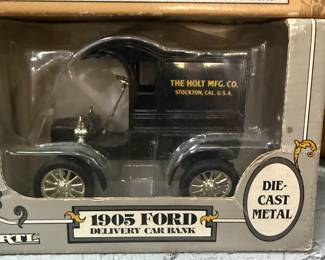 THE HOLT MFG. CO.
STOCKTON, CAL. U.S.A.
DIE-
CAST
METAL
1905 FORD
DELIVERY CAR BANK
ERTL